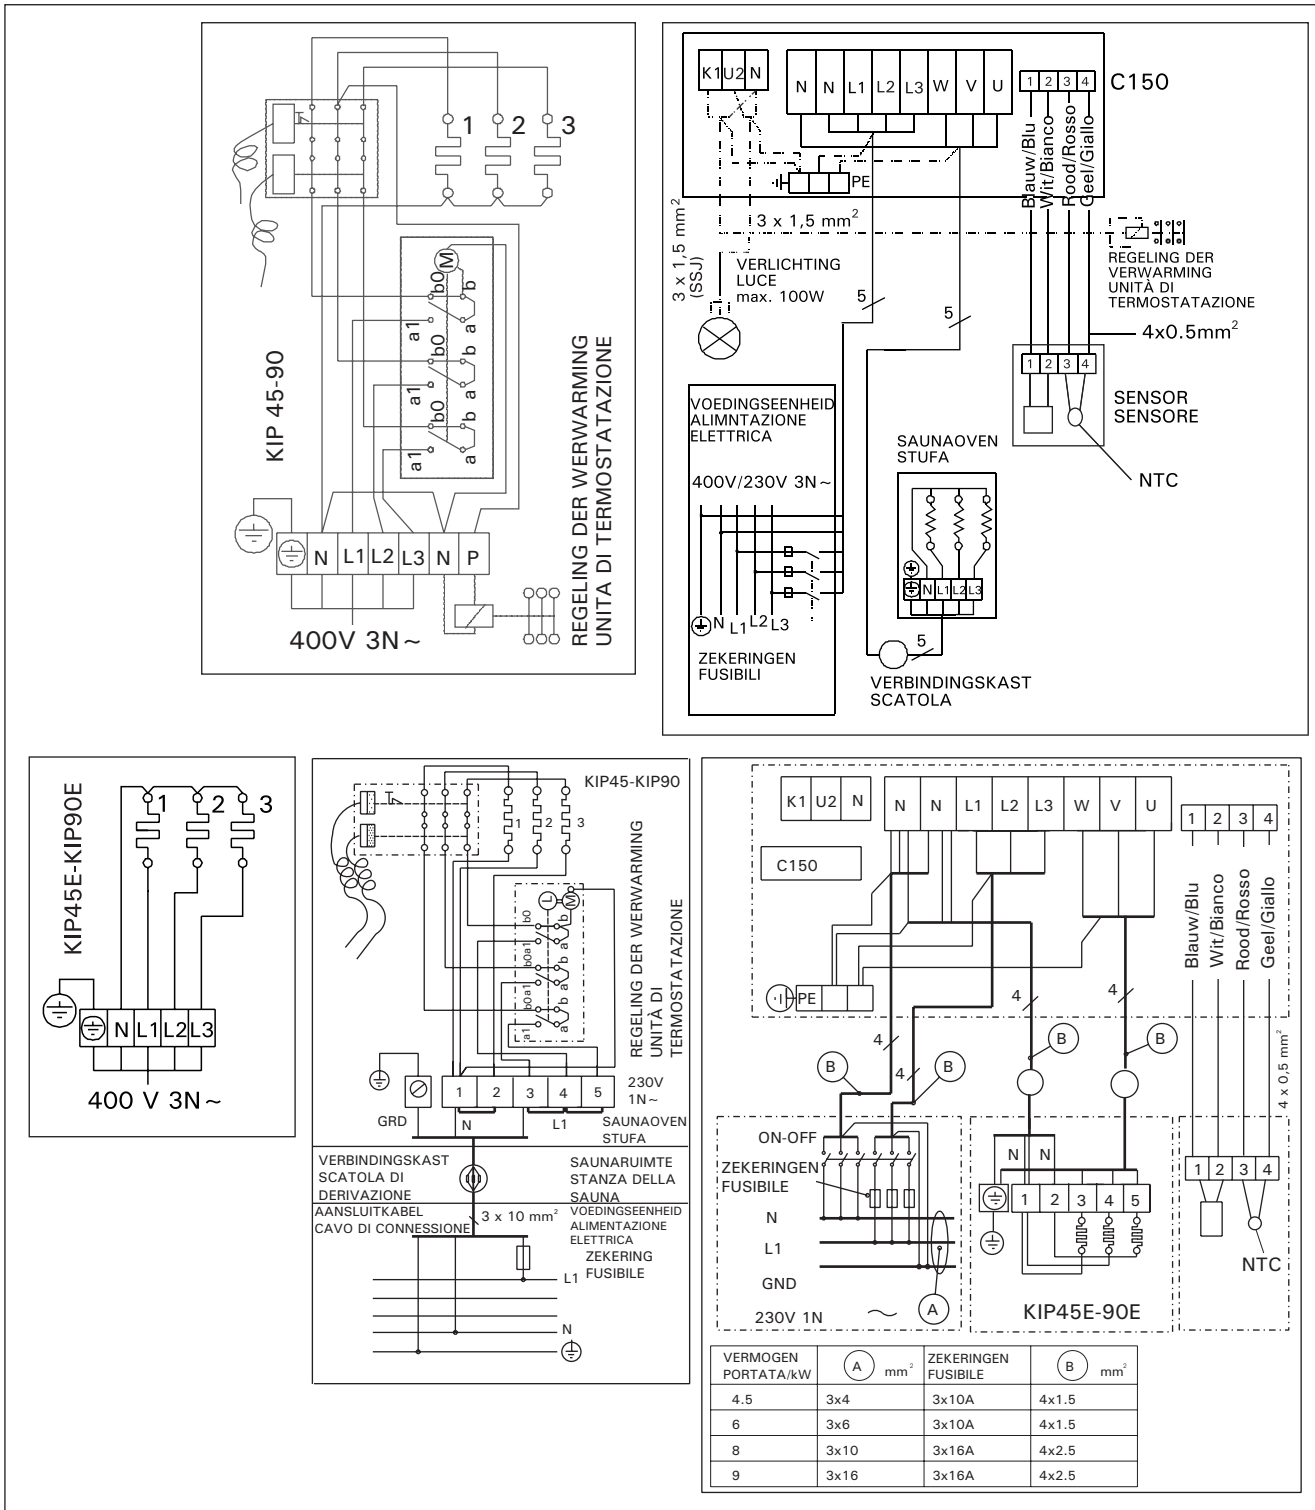 1
2
3
KIP 45-90
M
b0
b
a1
a
b0
b
a1
a
b0
b
a1
a
N L1 L2 L3 N P
400V 3N ~
REGELING DER WERWARMING
UNITA DI TERMOSTATAZIONE
K1 U2 N
N N L1 L2 L3 W V U
1 2 3 4
C150
Blauw/Blu
Wit/Bianco
Rood/Rosso
Geel/Giallo
PE
3 x 1,5 mm²
(SSJ)
3 x 1,5 mm²
VERLICHTING
LUCE
max. 100W
5
5
REGELING DER
VERWARMING
UNITÀ DI
TERMOSTATAZIONE
4x0.5mm²
1 2 3 4
SENSOR
SENSORE
NTC
VOEDINGSEENHEID
ALIMNTAZIONE
ELETTRICA
400V/230V 3N ~
N L1 L2 L3
ZEKERINGEN
FUSIBILI
SAUNAOVEN
STUFA
N L1 L2 L3
5
VERBINDINGSKAST
SCATOLA
KIP45E-KIP90E
1
2
3
N L1 L2 L3
400 V 3N ~
KIP45-KIP90
1
2
3
L M
b0
b
a1
a
b0
b
a1
a
b0
b
a1
a
REGELING DER WERWARMING
UNITÀ DI
TERMOSTATAZIONE
1 2 3 4 5
230V
1N ~
GRD
N
L1
SAUNAOVEN
STUFA
VERBINDINGSKAST
SCATOLA DI
DERIVAZIONE
SAUNARUIMTE
STANZA DELLA
SAUNA
AANSLUITKABEL
CAVO DI CONNESSIONE
3 x 10 mm²
VOEDINGSEENHEID
ALIMENTAZIONE
ELETTRICA
ZEKERING
FUSIBILE
L1
N
K1 U2 N
N N L1 L2 L3 W V U
1 2 3 4
C150
Blauw/Blu
Wit/Bianco
Rood/Rosso
Geel/Giallo
PE
4
4
4
4
B
B
B
B
4 x 0,5 mm²
ON-OFF
ZEKERINGEN
FUSIBILE
N
L1
GND
230V 1N ~
A
N N
1 2 3 4 5
KIP45E-90E
1 2 3 4
NTC
VERMOGEN
PORTATA/kW
A mm²
ZEKERINGEN
FUSIBILE
B mm²
4.5 3x4 3x10A 4x1.5
6 3x6 3x10A 4x1.5
8 3x10 3x16A 4x2.5
9 3x16 3x16A 4x2.5